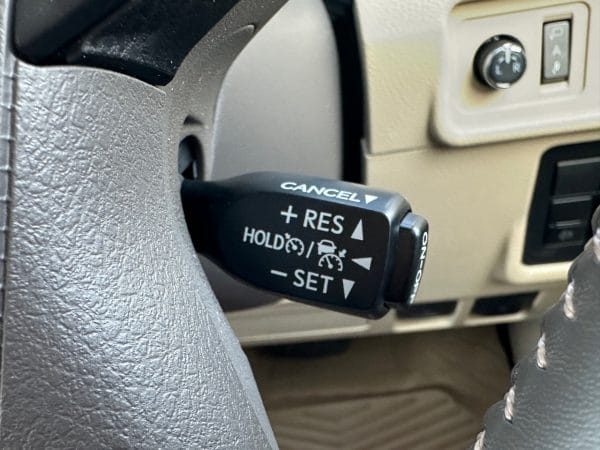 CANCEL▼
+ RES ▲
HOLD / ◄
− SET ▼
ON-OFF
L R
A